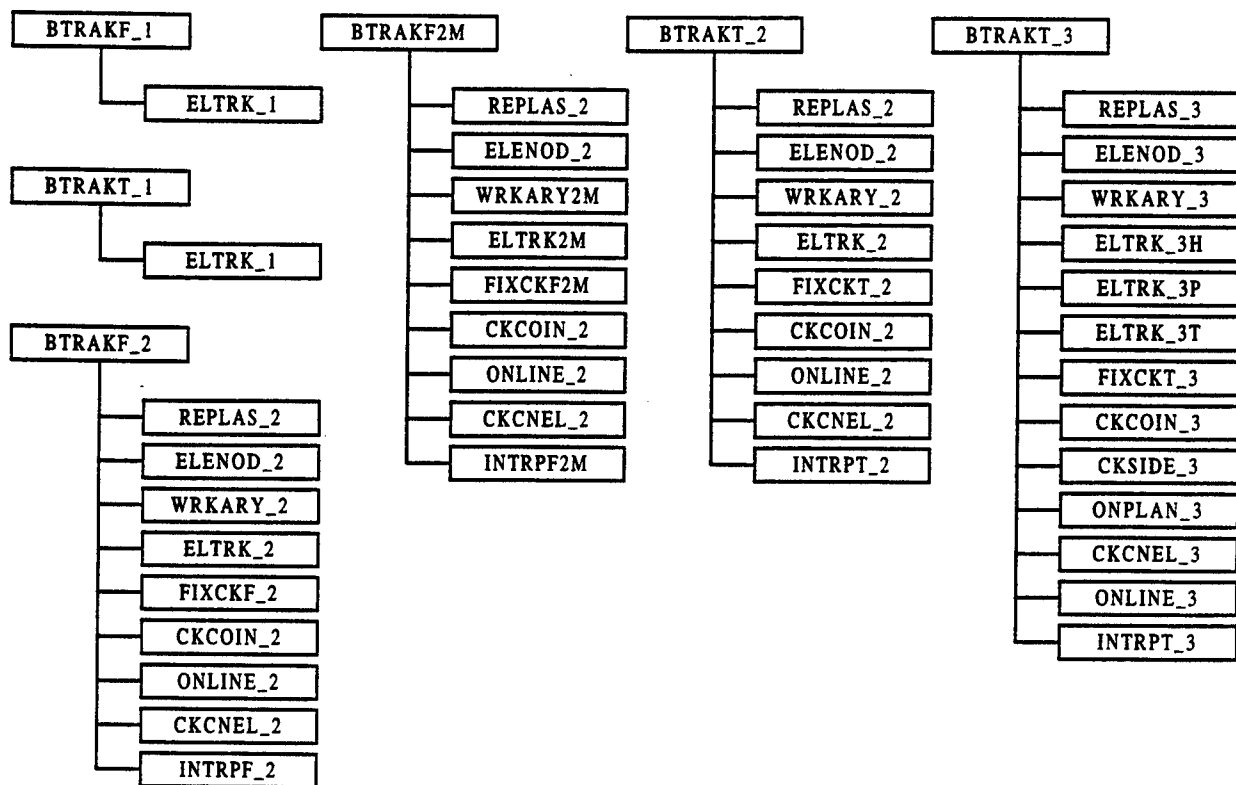 BTRAKF_1
ELTRK_1
BTRAKT_1
ELTRK_1
BTRAKF_2
REPLAS_2
ELENOD_2
WRKARY_2
ELTRK_2
FIXCKF_2
CKCOIN_2
ONLINE_2
CKCNEL_2
INTRPF_2
BTRAKF2M
REPLAS_2
ELENOD_2
WRKARY2M
ELTRK2M
FIXCKF2M
CKCOIN_2
ONLINE_2
CKCNEL_2
INTRPF2M
BTRAKT_2
REPLAS_2
ELENOD_2
WRKARY_2
ELTRK_2
FIXCKT_2
CKCOIN_2
ONLINE_2
CKCNEL_2
INTRPT_2
BTRAKT_3
REPLAS_3
ELENOD_3
WRKARY_3
ELTRK_3H
ELTRK_3P
ELTRK_3T
FIXCKT_3
CKCOIN_3
CKSIDE_3
ONPLAN_3
CKCNEL_3
ONLINE_3
INTRPT_3